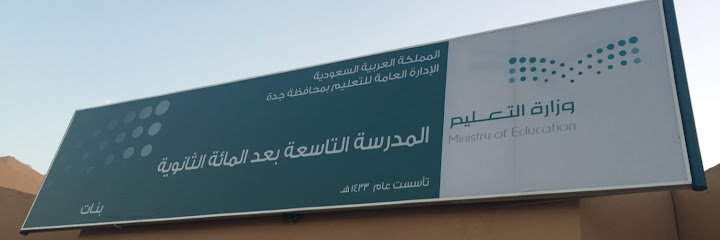 المملكة العربية السعودية
الإدارة العامة للتعليم بمحافظة جدة
وزارة التعليم
Ministry of Education
المدرسة التاسعة بعد المائة الثانوية
تأسست عام ١٤٣٣هـ
بنات